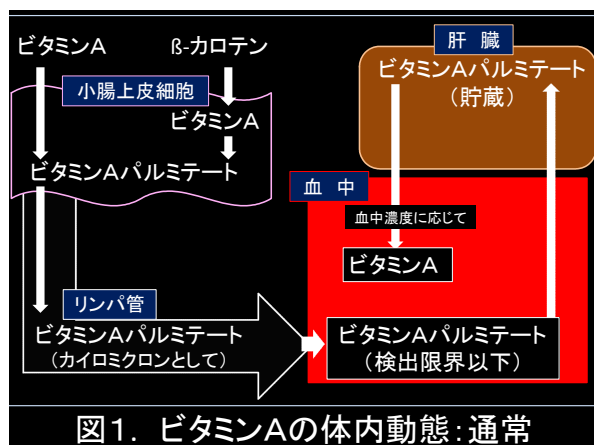 ビタミンA
ß-カロテン
小腸上皮細胞
ビタミンA
ビタミンAパルミテート
リンパ管
ビタミンAパルミテート
(カイロミクロンとして)
肝 臓
ビタミンAパルミテート
(貯蔵)
血 中
血中濃度に応じて
ビタミンA
ビタミンAパルミテート
(検出限界以下)
図1. ビタミンAの体内動態:通常